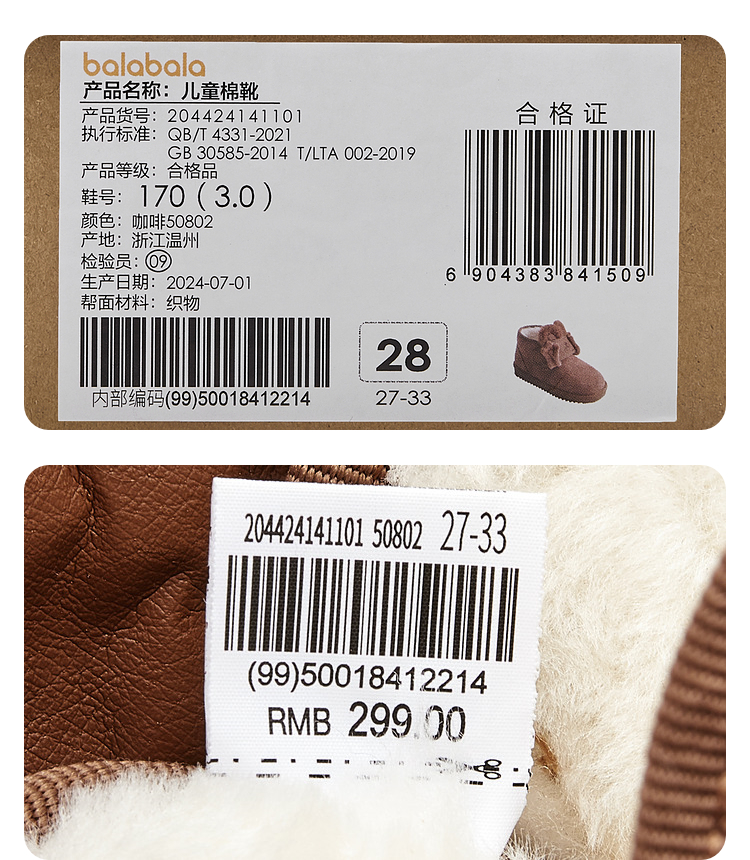 balabala
产品名称：儿童棉靴
产品货号：204424141101
执行标准：QB/T 4331-2021
GB 30585-2014 T/LTA 002-2019
产品等级：合格品
鞋号：170（3.0）
颜色：咖啡50802
产地：浙江温州
检验员：09
生产日期：2024-07-01
帮面材料：织物
内部编码(99)50018412214
合格证
6 904383 841509
28
27-33
204424141101 50802 27-33
(99)50018412214
RMB 299.00